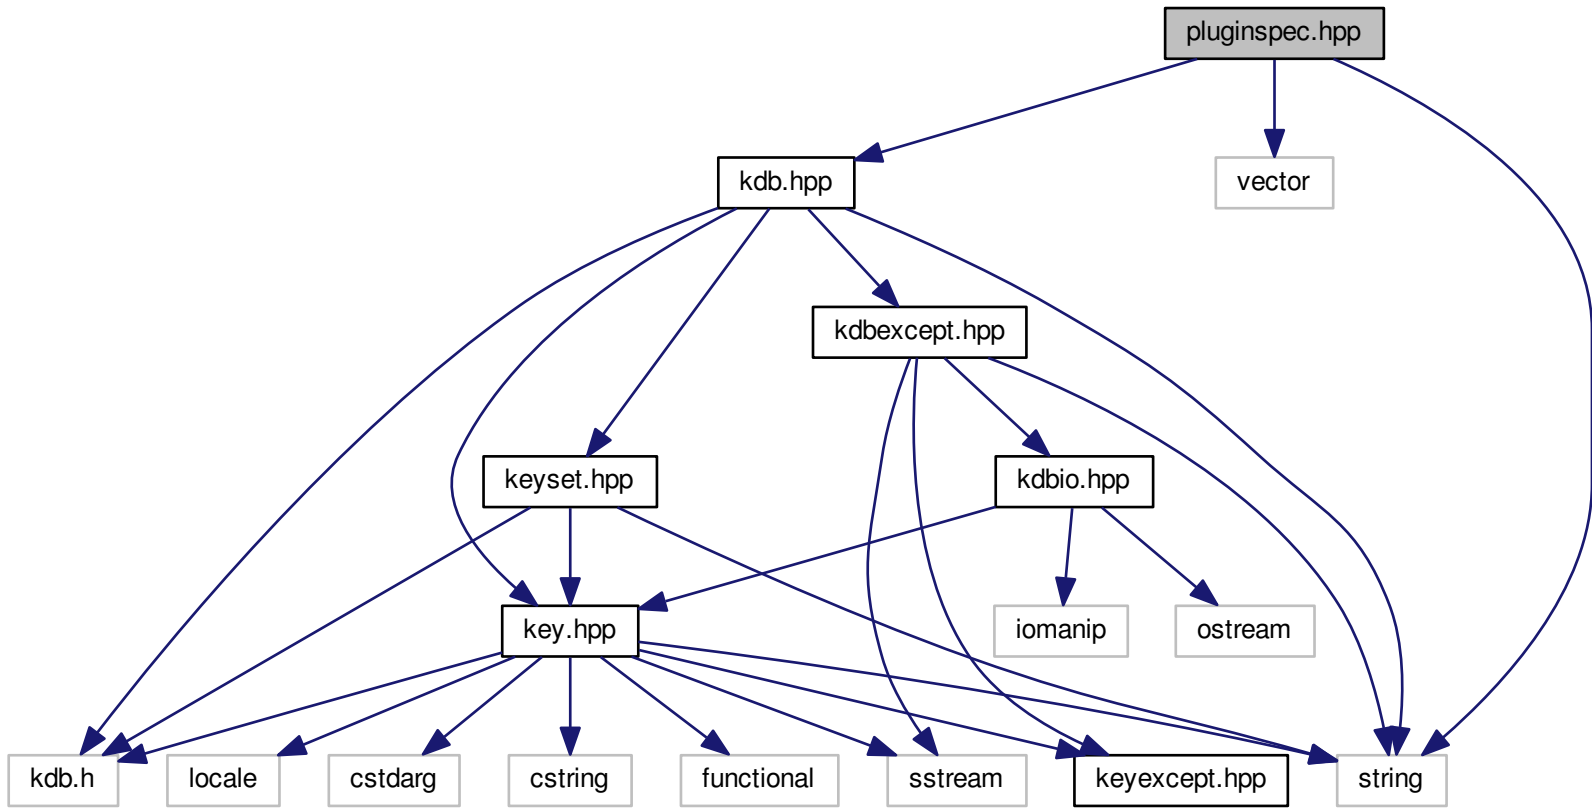 pluginspec.hpp
kdb.hpp
vector
kdbexcept.hpp
keyset.hpp
kdbio.hpp
key.hpp
iomanip
ostream
kdb.h
locale
cstdarg
cstring
functional
sstream
keyexcept.hpp
string